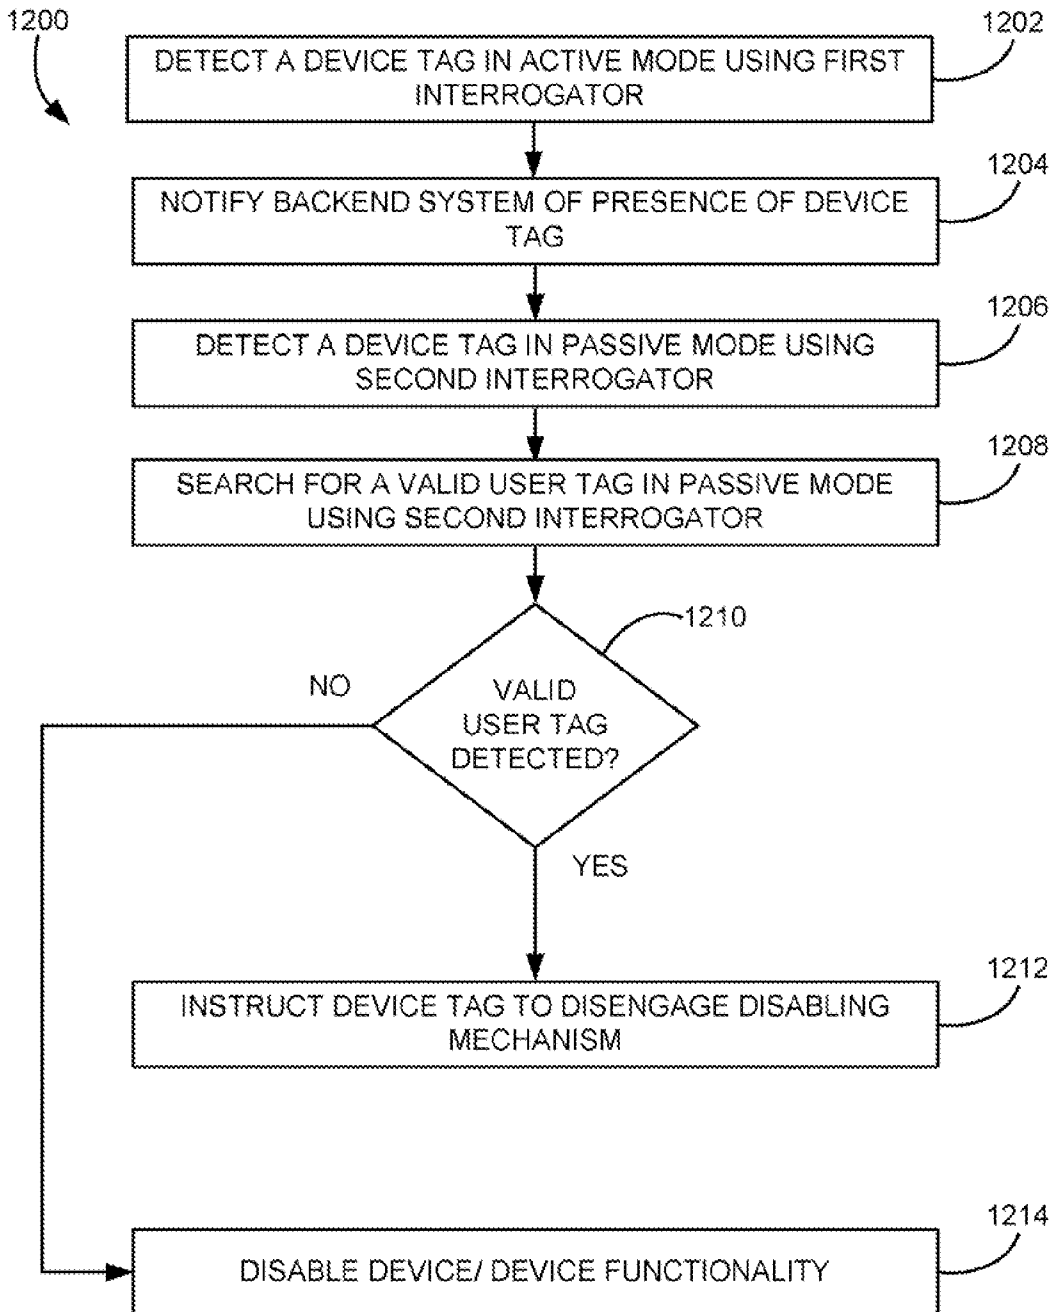 1200
1202
DETECT A DEVICE TAG IN ACTIVE MODE USING FIRST
INTERROGATOR
1204
NOTIFY BACKEND SYSTEM OF PRESENCE OF DEVICE
TAG
1206
DETECT A DEVICE TAG IN PASSIVE MODE USING
SECOND INTERROGATOR
1208
SEARCH FOR A VALID USER TAG IN PASSIVE MODE
USING SECOND INTERROGATOR
1210
NO
VALID
USER TAG
DETECTED?
YES
1212
INSTRUCT DEVICE TAG TO DISENGAGE DISABLING
MECHANISM
1214
DISABLE DEVICE/ DEVICE FUNCTIONALITY